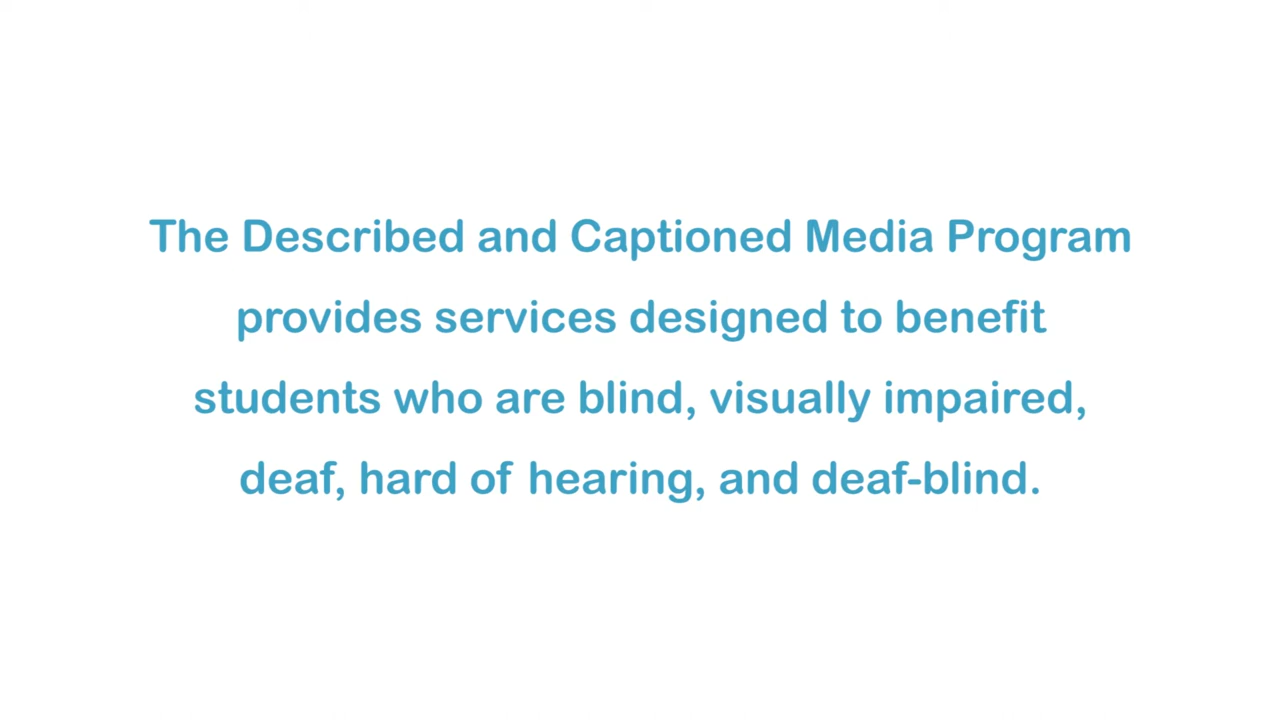 The Described and Captioned Media Program
provides services designed to benefit
students who are blind, visually impaired,
deaf, hard of hearing, and deaf-blind.